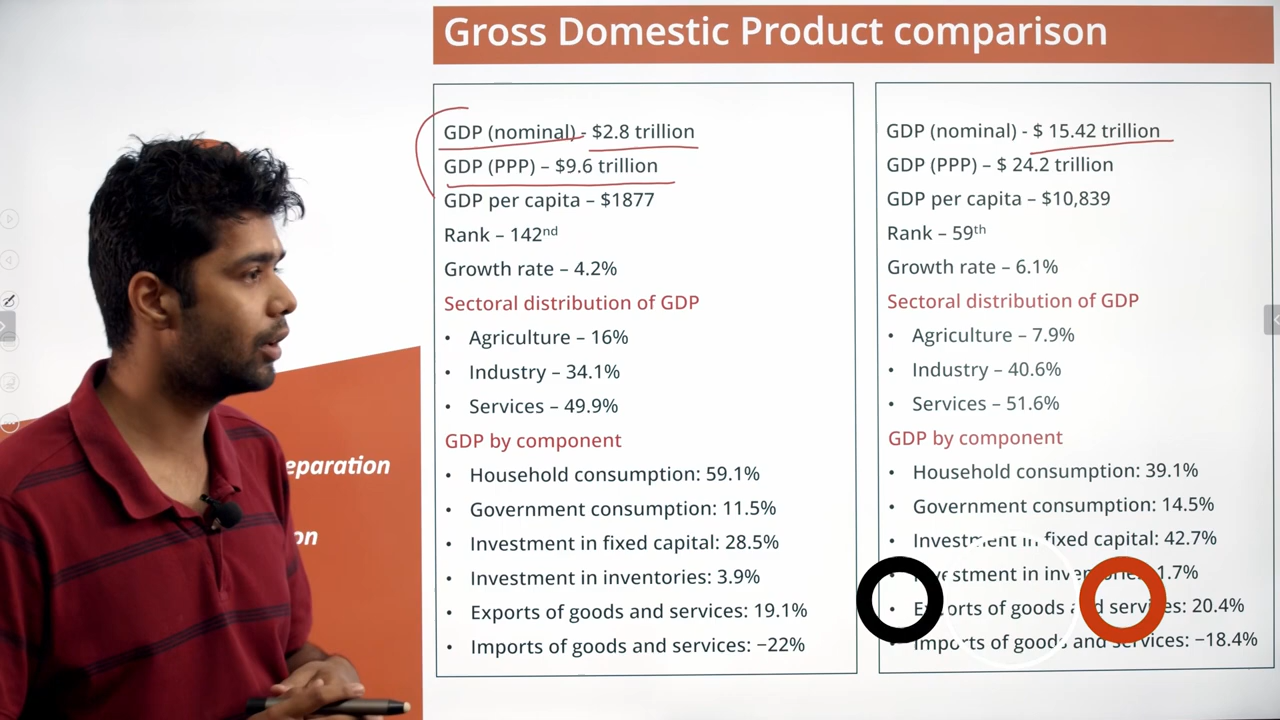 Gross Domestic Product comparison
GDP (nominal) - $2.8 trillion
GDP (PPP) – $9.6 trillion
GDP per capita – $1877
Rank – 142nd
Growth rate – 4.2%
Sectoral distribution of GDP
• Agriculture – 16%
• Industry – 34.1%
• Services – 49.9%
GDP by component
• Household consumption: 59.1%
• Government consumption: 11.5%
• Investment in fixed capital: 28.5%
• Investment in inventories: 3.9%
• Exports of goods and services: 19.1%
• Imports of goods and services: −22%
GDP (nominal) - $ 15.42 trillion
GDP (PPP) – $ 24.2 trillion
GDP per capita – $10,839
Rank – 59th
Growth rate – 6.1%
Sectoral distribution of GDP
• Agriculture – 7.9%
• Industry – 40.6%
• Services – 51.6%
GDP by component
• Household consumption: 39.1%
• Government consumption: 14.5%
• Investment in fixed capital: 42.7%
• Investment in inventories: 1.7%
• Exports of goods and services: 20.4%
• Imports of goods and services: −18.4%
eparation
on